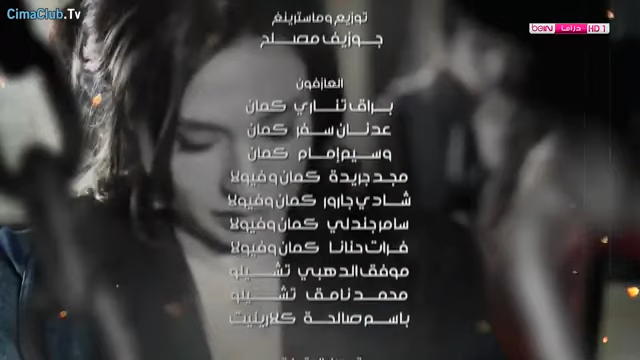 CimaClub.Tv
beIN دراما HD 1
توزيع وماسترينغ
جوزيف مصلح
العازفون
براق تناري كمان
عدنان سفر كمان
وسيم إمام كمان
مجد جريدة كمان وفيولا
شادي جارور كمان وفيولا
سامر جندلي كمان وفيولا
فرات حنانا كمان وفيولا
موفق الدهبي تشيلو
محمد نامق تشيلو
باسم صالحة كلارينيت